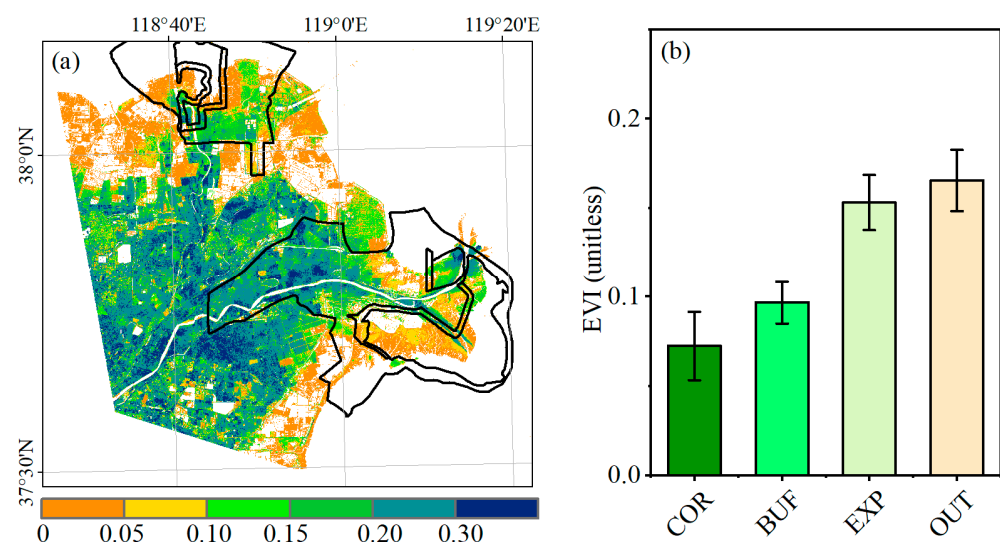 118°40'E 119°0'E 119°20'E
(a)
38°0'N
37°30'N
0 0.05 0.10 0.15 0.20 0.30
(b)
EVI (unitless)
0.2
0.1
0.0
COR BUF EXP OUT